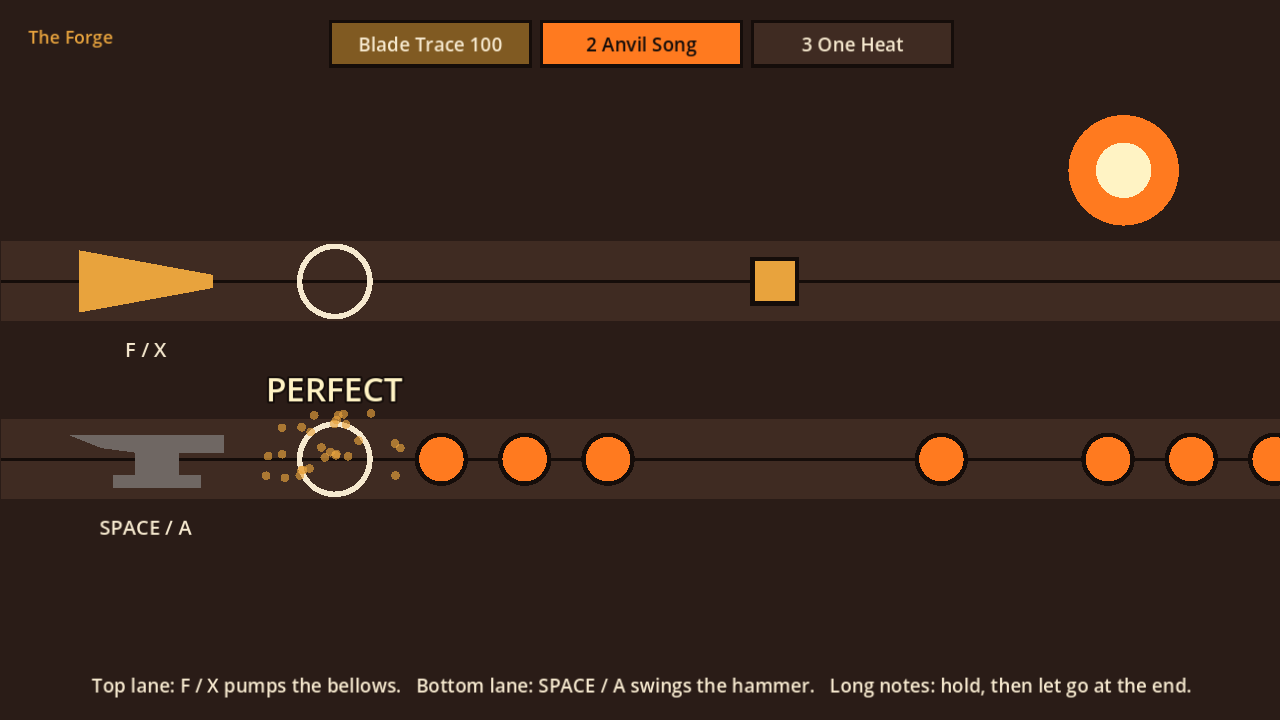 The Forge
Blade Trace 100
2 Anvil Song
3 One Heat
F / X
PERFECT
SPACE / A
Top lane: F / X pumps the bellows.   Bottom lane: SPACE / A swings the hammer.   Long notes: hold, then let go at the end.